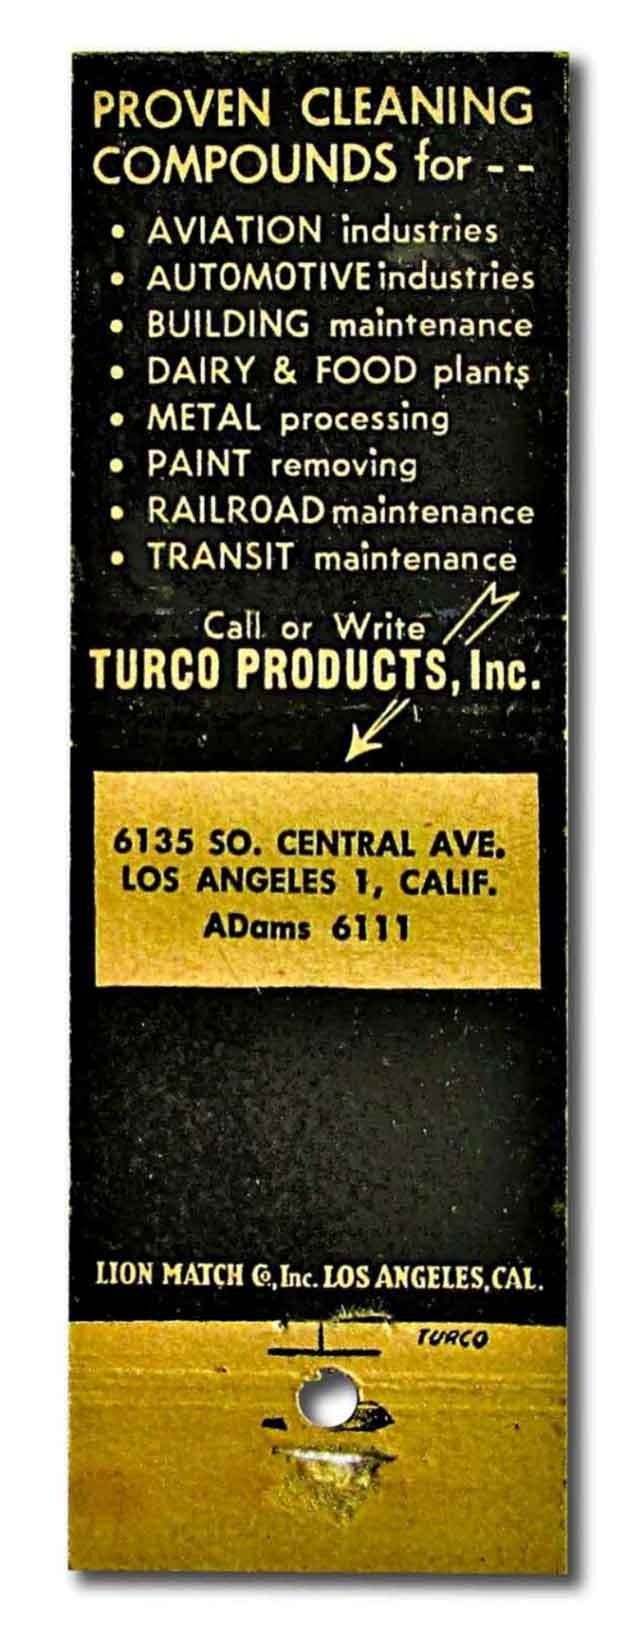 PROVEN CLEANING
COMPOUNDS for - -
• AVIATION industries
• AUTOMOTIVE industries
• BUILDING maintenance
• DAIRY & FOOD plants
• METAL processing
• PAINT removing
• RAILROAD maintenance
• TRANSIT maintenance
Call or Write
TURCO PRODUCTS, Inc.
6135 SO. CENTRAL AVE.
LOS ANGELES 1, CALIF.
ADams 6111
LION MATCH Co., Inc. LOS ANGELES, CAL.
TURCO